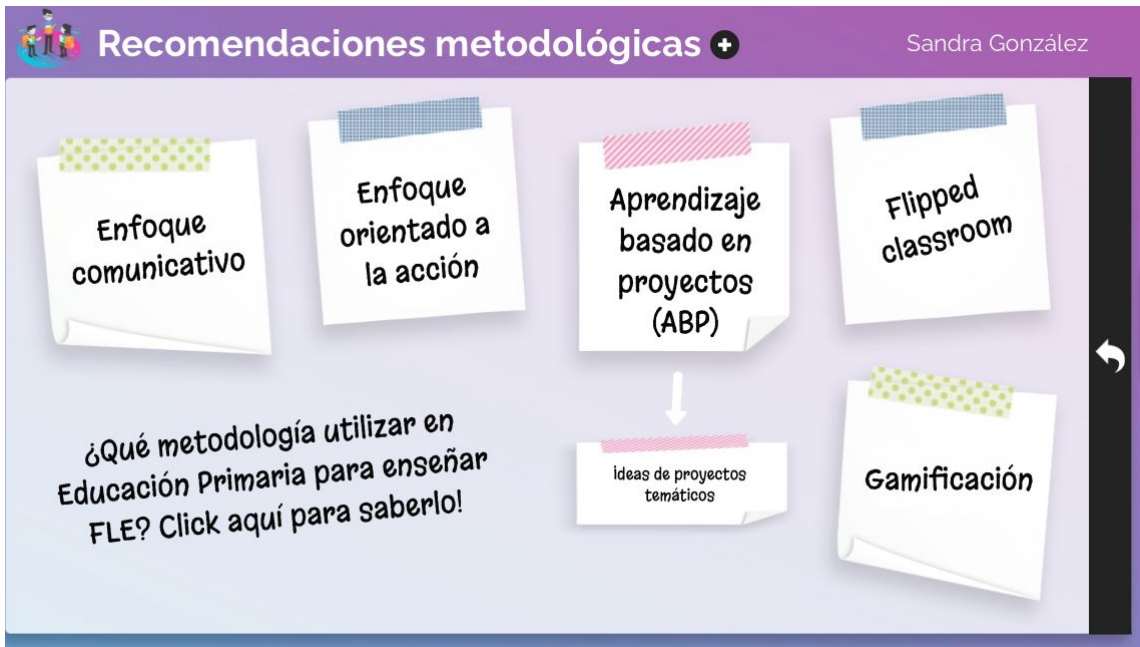 Recomendaciones metodológicas +
Sandra González
Enfoque
comunicativo
Enfoque
orientado a
la acción
Aprendizaje
basado en
proyectos
(ABP)
Flipped
classroom
¿Qué metodología utilizar en
Educación Primaria para enseñar
FLE? Click aquí para saberlo!
Ideas de proyectos
temáticos
Gamificación